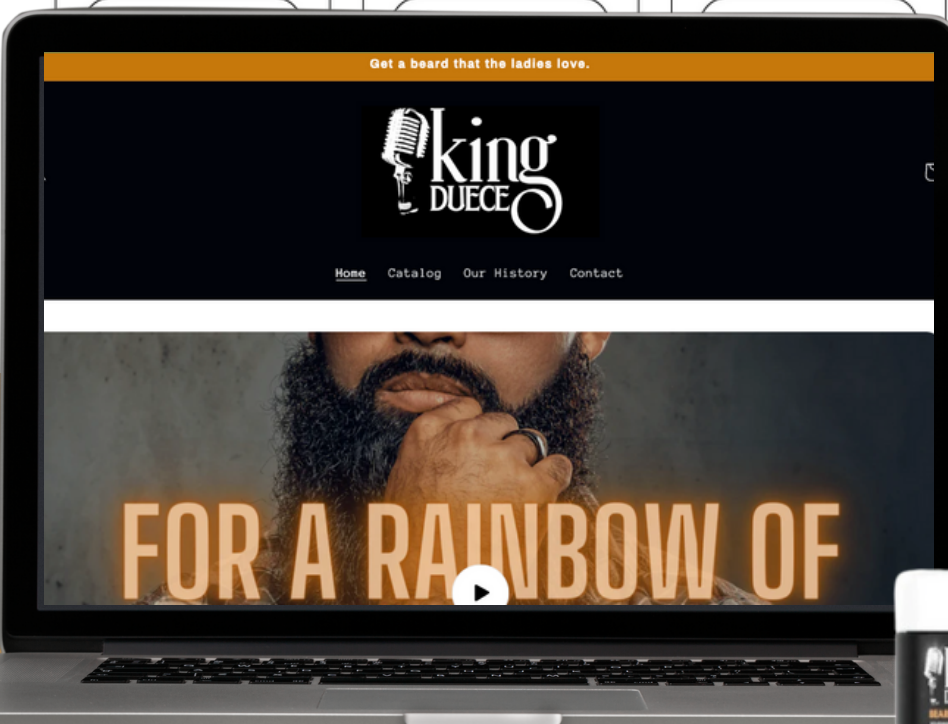 Get a beard that the ladies love.
king
DUECE
Home Catalog Our History Contact
FOR A RAINBOW OF